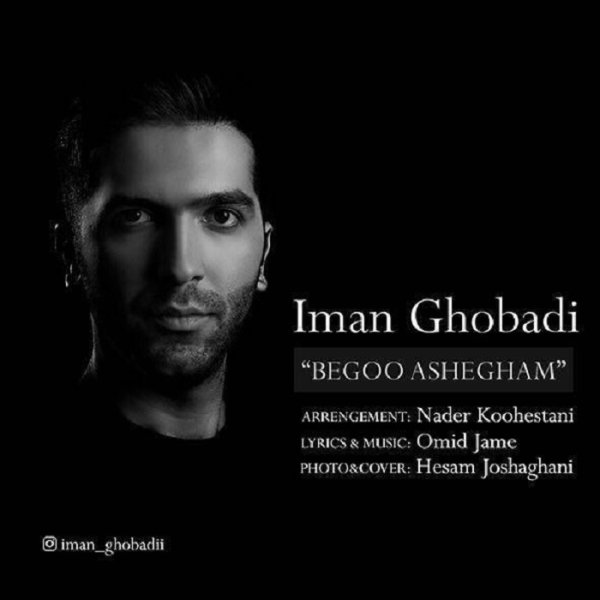 Iman Ghobadi
“BEGOO ASHEGHAM”
ARRENGEMENT: Nader Koohestani
LYRICS & MUSIC: Omid Jame
PHOTO&COVER: Hesam Joshaghani
iman_ghobadii